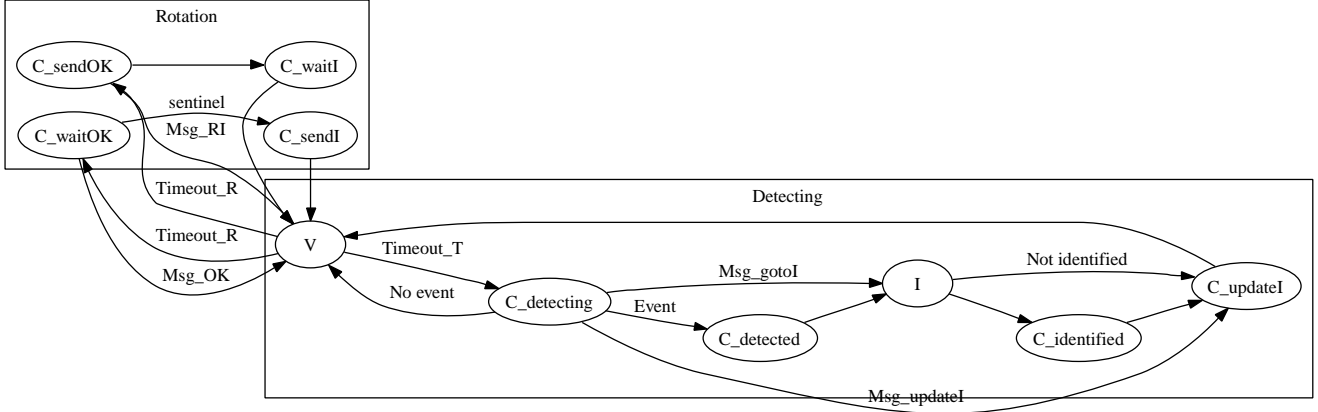 Rotation
C_sendOK
C_waitI
sentinel
Msg_RI
C_waitOK
C_sendI
Timeout_R
Detecting
Timeout_R
V
Timeout_T
Msg_OK
No event
C_detecting
Msg_gotoI
Event
C_detected
I
Not identified
C_updateI
C_identified
Msg_updateI